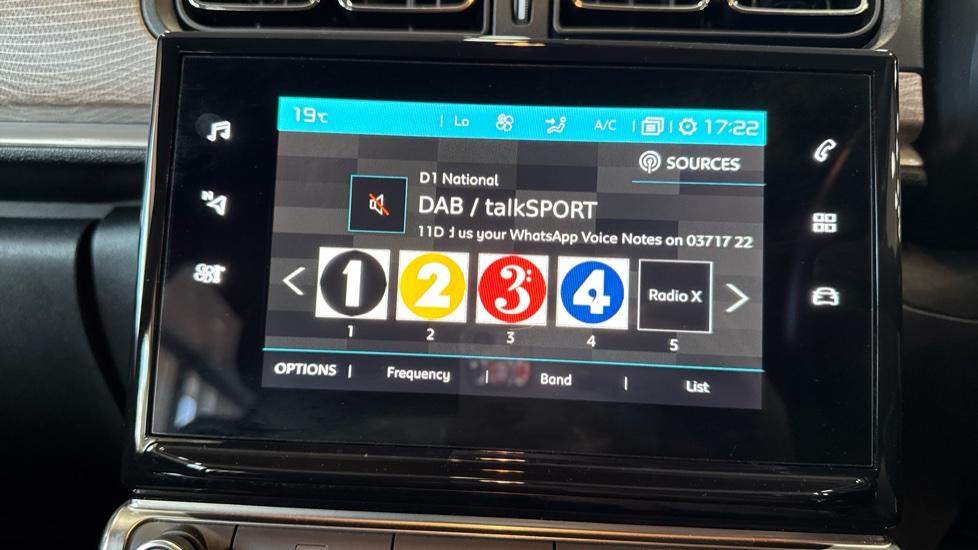 19℃ Lo A/C 17:22
SOURCES
D1 National
DAB / talkSPORT
11D us your WhatsApp Voice Notes on 03717 22
N
1 2 3: 4 Radio X
1 2 3 4 5
OPTIONS | Frequency | Band | List